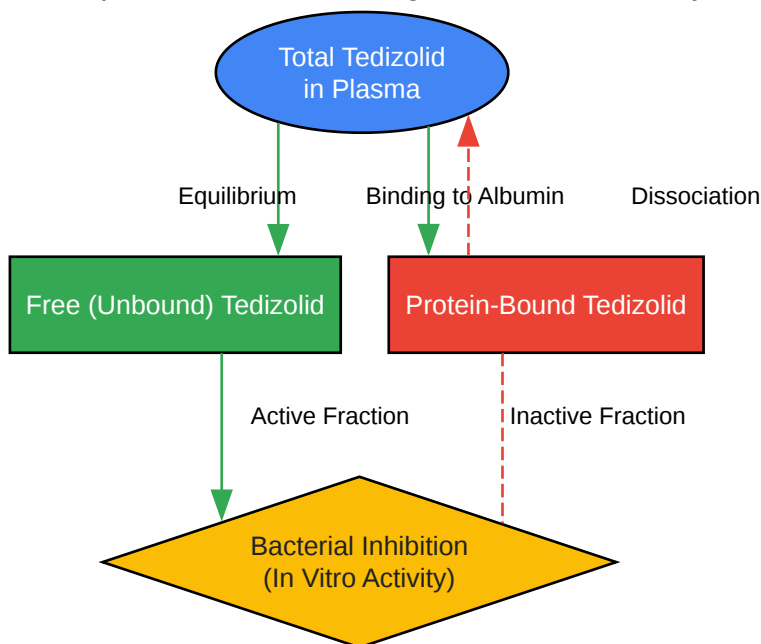 Total Tedizolid
in Plasma
Equilibrium
Binding to Albumin
Dissociation
Free (Unbound) Tedizolid
Protein-Bound Tedizolid
Active Fraction
Inactive Fraction
Bacterial Inhibition
(In Vitro Activity)